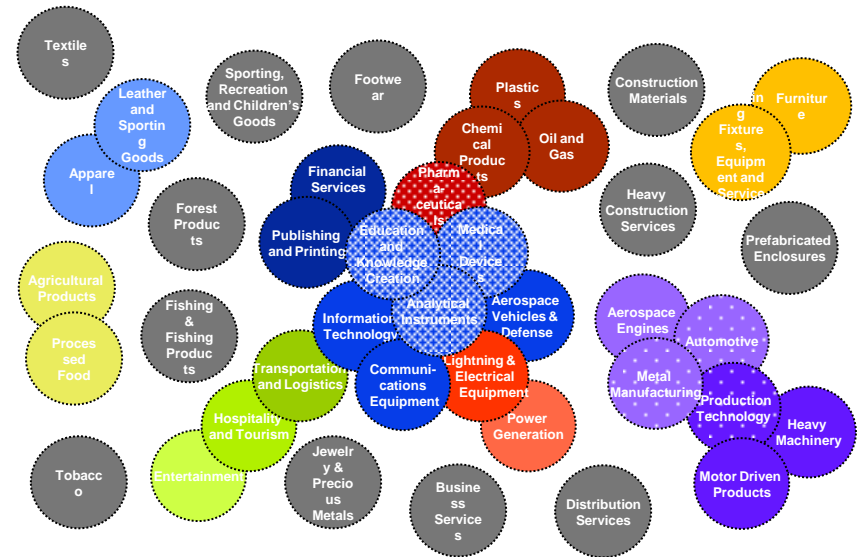 Textile
s
Leather
and
Sportin
g
Goods
Appare
l
Sporting,
Recreation
and Children's
Goods
Footwe
ar
Plastic
s
Chemi
cal
Produc
ts
Oil and
Gas
Construction
Materials
Furnitur
e
ng
Fixture
s,
Equipm
ent and
Service
Financial
Services
Pharm
a-
ceutica
ls
Forest
Produc
ts
Publishing
and Printing
Education
and
Knowledge
Creation
Medica
l
Device
s
Heavy
Construction
Services
Prefabricated
Enclosures
Agricultural
Products
Fishing
&
Fishing
Produc
ts
Proces
sed
Food
Information
Technology
Analytical
Instruments
Aerospace
Vehicles &
Defense
Aerospace
Engines
Automotive
Transportation
and Logistics
Communi-
cations
Equipment
Lightning &
Electrical
Equipment
Metal
Manufacturing
Production
Technology
Heavy
Machinery
Hospitality
and Tourism
Power
Generation
Entertainment
Tobacc
o
Jewelr
y &
Precio
us
Metals
Busine
ss
Service
s
Distribution
Services
Motor Driven
Products